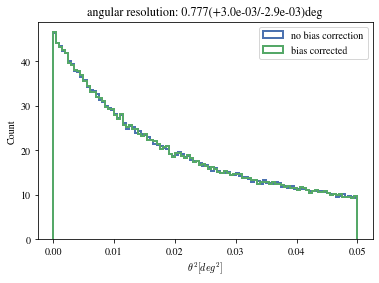 angular resolution: 0.777(+3.0e-03/-2.9e-03)deg
no bias correction
bias corrected
Count
40
30
20
10
0
0.00 0.01 0.02 0.03 0.04 0.05
θ²[deg²]